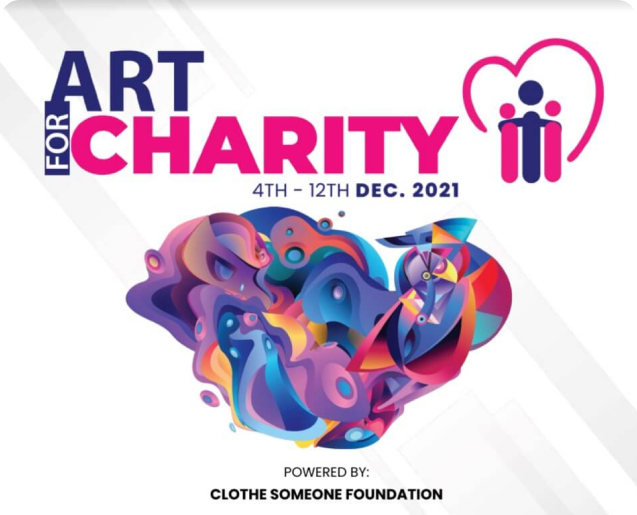 ART
FOR
CHARITY
4TH - 12TH DEC. 2021
POWERED BY:
CLOTHE SOMEONE FOUNDATION